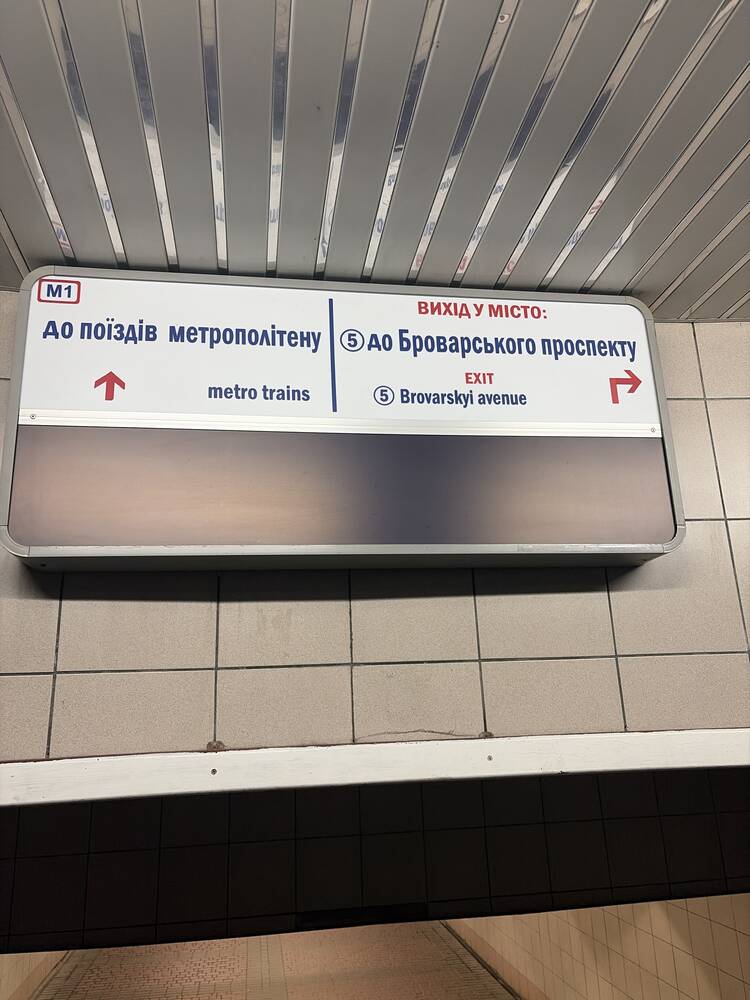 M1
до поїздів метрополітену
metro trains
ВИХІД У МІСТО:
⑤ до Броварського проспекту
EXIT
⑤ Brovarskyi avenue